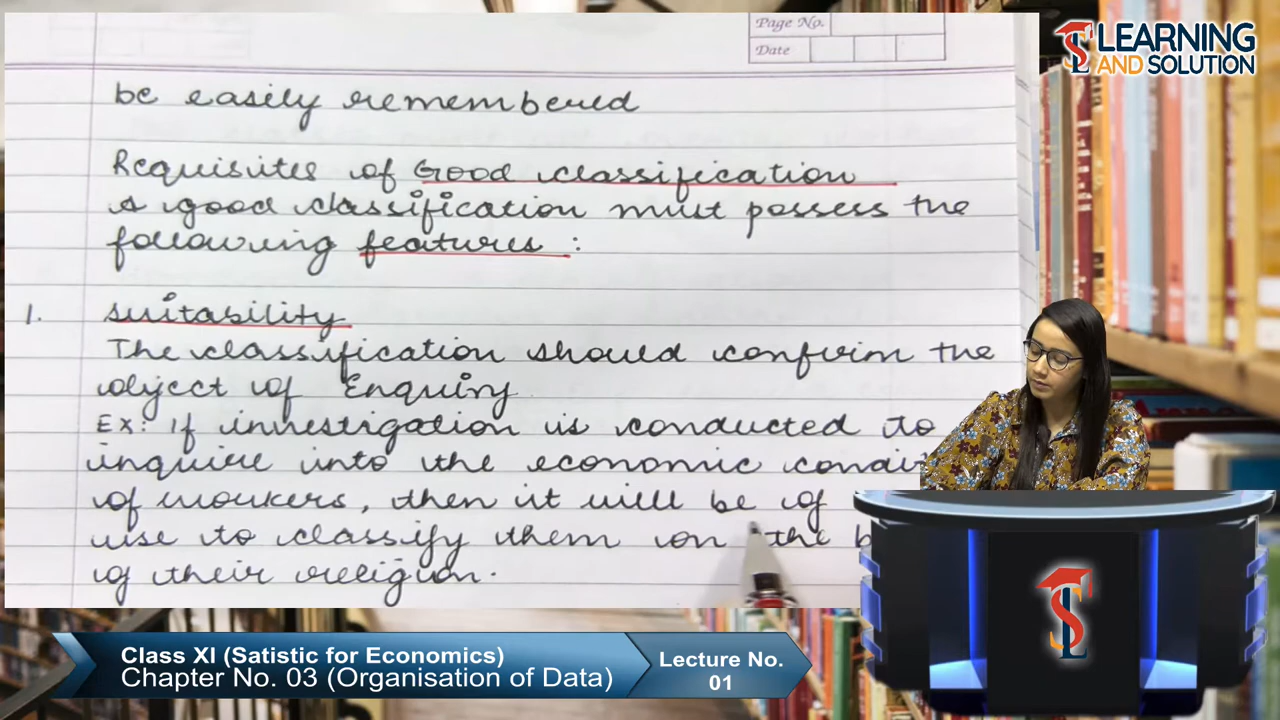 Page No.
Date
LEARNING
AND SOLUTION
be easily remembered
Requisites of Good classification
A good classification must possess the
following features :
1. suitability
The classification should confirm the
object of Enquiry
Ex: If investigation is conducted to
inquire into the economic condi
of workers, then it will be of
use to classify them on the b
of their religion.
Class XI (Satistic for Economics)
Chapter No. 03 (Organisation of Data)
Lecture No.
01